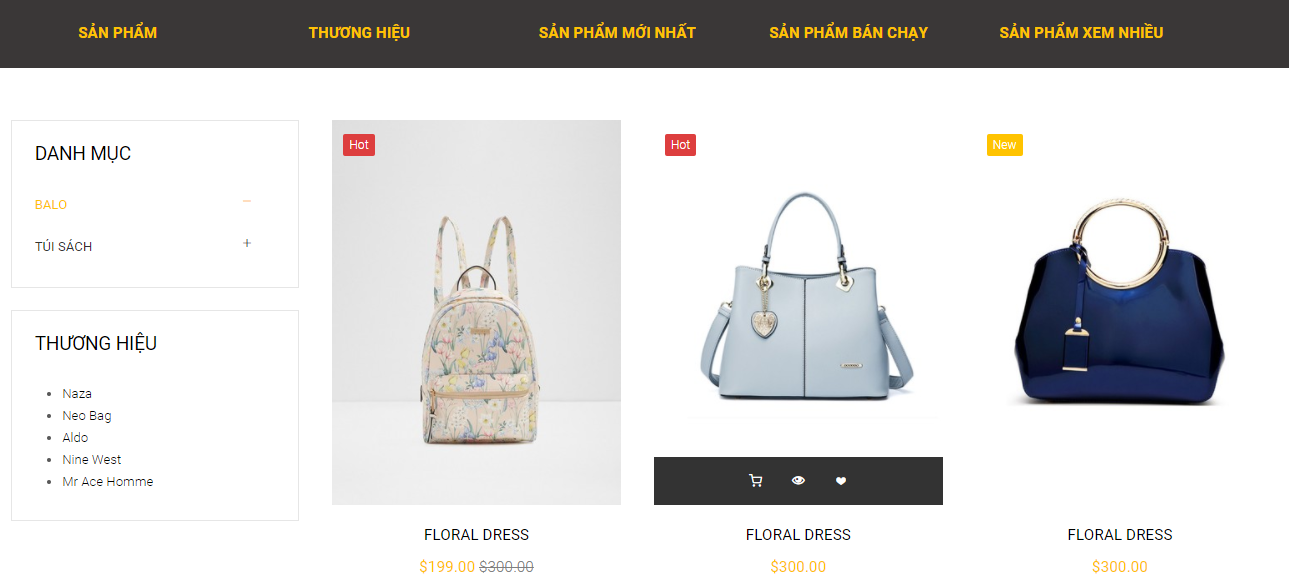 SẢN PHẨM
THƯƠNG HIỆU
SẢN PHẨM MỚI NHẤT
SẢN PHẨM BÁN CHẠY
SẢN PHẨM XEM NHIỀU
DANH MỤC
BALO −
TÚI SÁCH +
THƯƠNG HIỆU
• Naza
• Neo Bag
• Aldo
• Nine West
• Mr Ace Homme
Hot
FLORAL DRESS
$199.00 $300.00
Hot
FLORAL DRESS
$300.00
New
FLORAL DRESS
$300.00